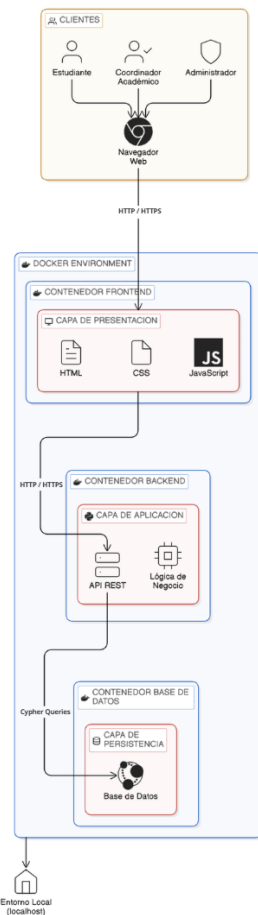 CLIENTES
Estudiante
Coordinador
Académico
Administrador
Navegador
Web
HTTP / HTTPS
DOCKER ENVIRONMENT
CONTENEDOR FRONTEND
CAPA DE PRESENTACION
HTML
CSS
JS
JavaScript
HTTP / HTTPS
CONTENEDOR BACKEND
CAPA DE APLICACION
API REST
Lógica de
Negocio
Cypher Queries
CONTENEDOR BASE DE
DATOS
CAPA DE
PERSISTENCIA
Base de Datos
Entorno Local
(localhost)